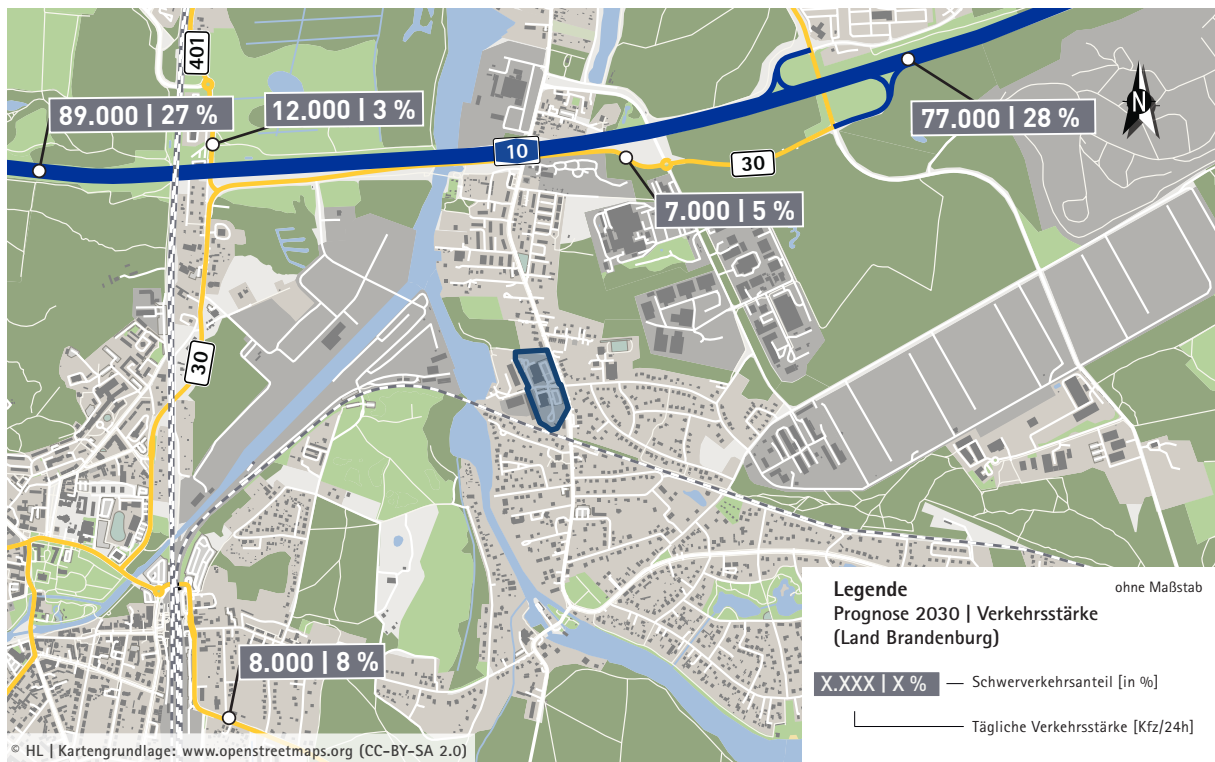 401
89.000 | 27 %
12.000 | 3 %
77.000 | 28 %
N
10
30
7.000 | 5 %
30
8.000 | 8 %
Legende
ohne Maßstab
Prognose 2030 | Verkehrsstärke
(Land Brandenburg)
X.XXX | X %
Schwerverkehrsanteil [in %]
Tägliche Verkehrsstärke [Kfz/24h]
© HL | Kartengrundlage: www.openstreetmaps.org (CC-BY-SA 2.0)